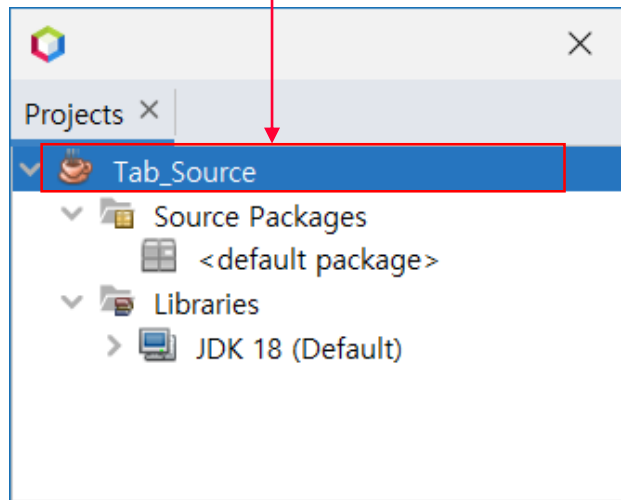 Projects
Tab_Source
Source Packages
<default package>
Libraries
JDK 18 (Default)